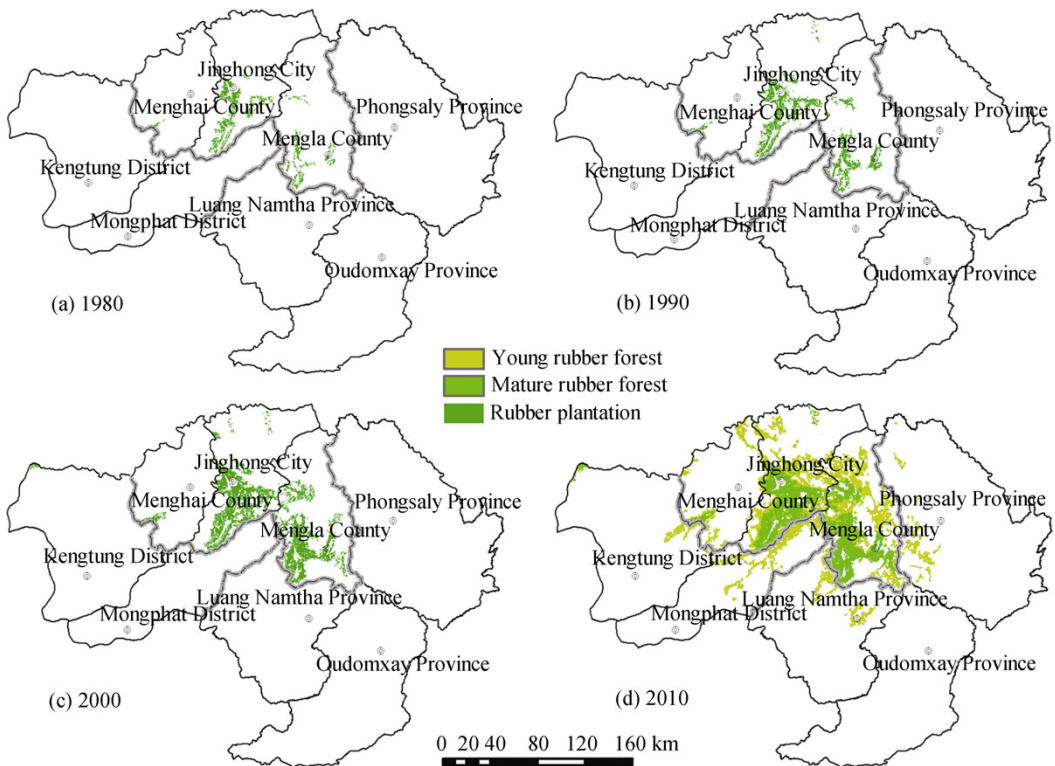 Jinghong City
Menghai County
Phongsaly Province
Mengla County
Kengtung District
Luang Namtha Province
Mongphat District
Oudomxay Province
(a) 1980
Jinghong City
Menghai County
Phongsaly Province
Mengla County
Kengtung District
Luang Namtha Province
Mongphat District
Oudomxay Province
(b) 1990
Young rubber forest
Mature rubber forest
Rubber plantation
Jinghong City
Menghai County
Phongsaly Province
Mengla County
Kengtung District
Luang Namtha Province
Mongphat District
Oudomxay Province
(c) 2000
Jinghong City
Menghai County
Phongsaly Province
Mengla County
Kengtung District
Luang Namtha Province
Mongphat District
Oudomxay Province
(d) 2010
0 20 40 80 120 160 km